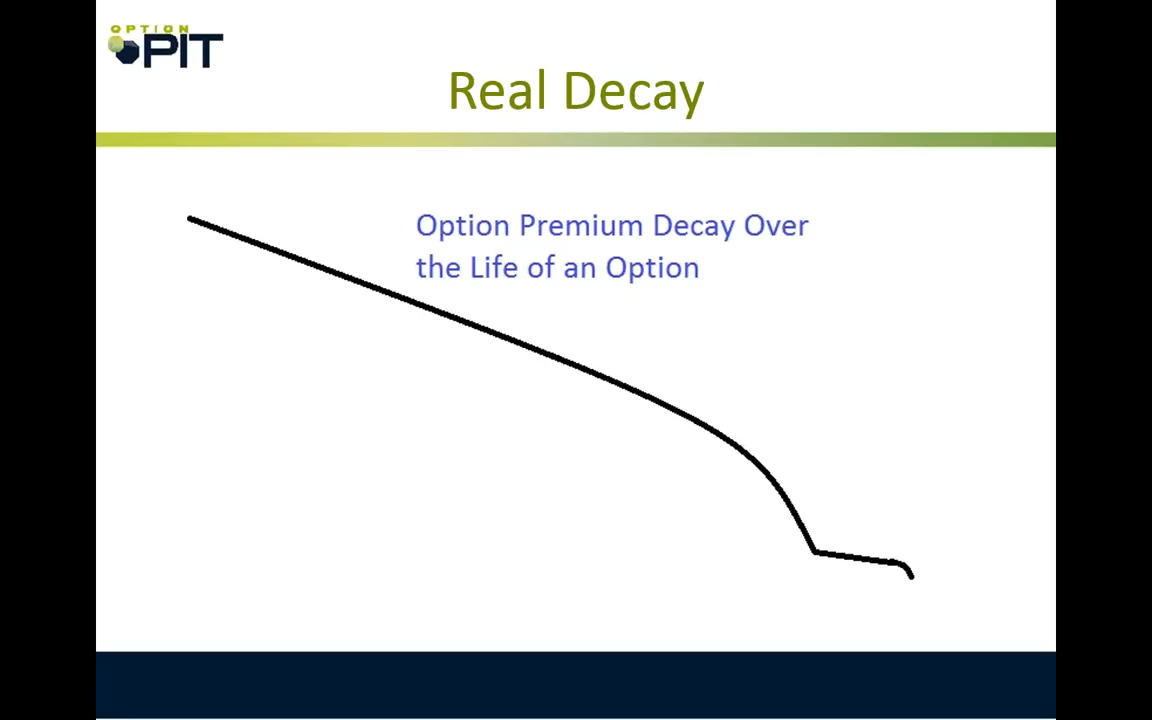 OPTION
PIT
Real Decay
Option Premium Decay Over
the Life of an Option